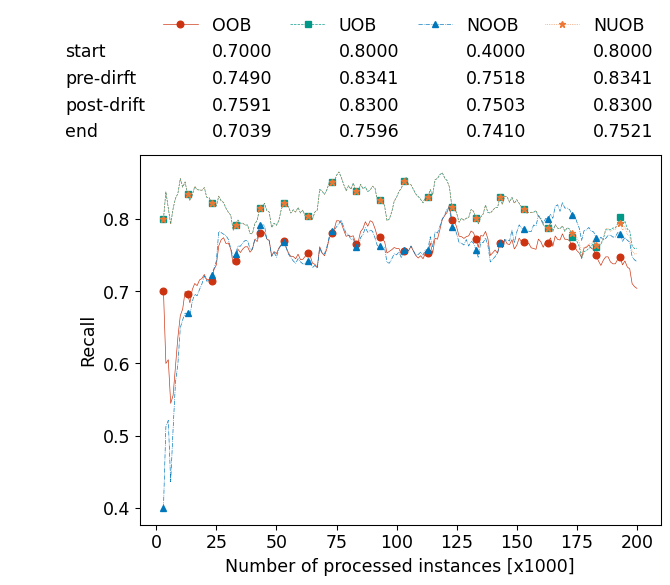 OOB UOB NOOB NUOB
start 0.7000 0.8000 0.4000 0.8000
pre-dirft 0.7490 0.8341 0.7518 0.8341
post-drift 0.7591 0.8300 0.7503 0.8300
end 0.7039 0.7596 0.7410 0.7521
0.8
0.7
0.6
0.5
0.4
Recall
0 25 50 75 100 125 150 175 200
Number of processed instances [x1000]